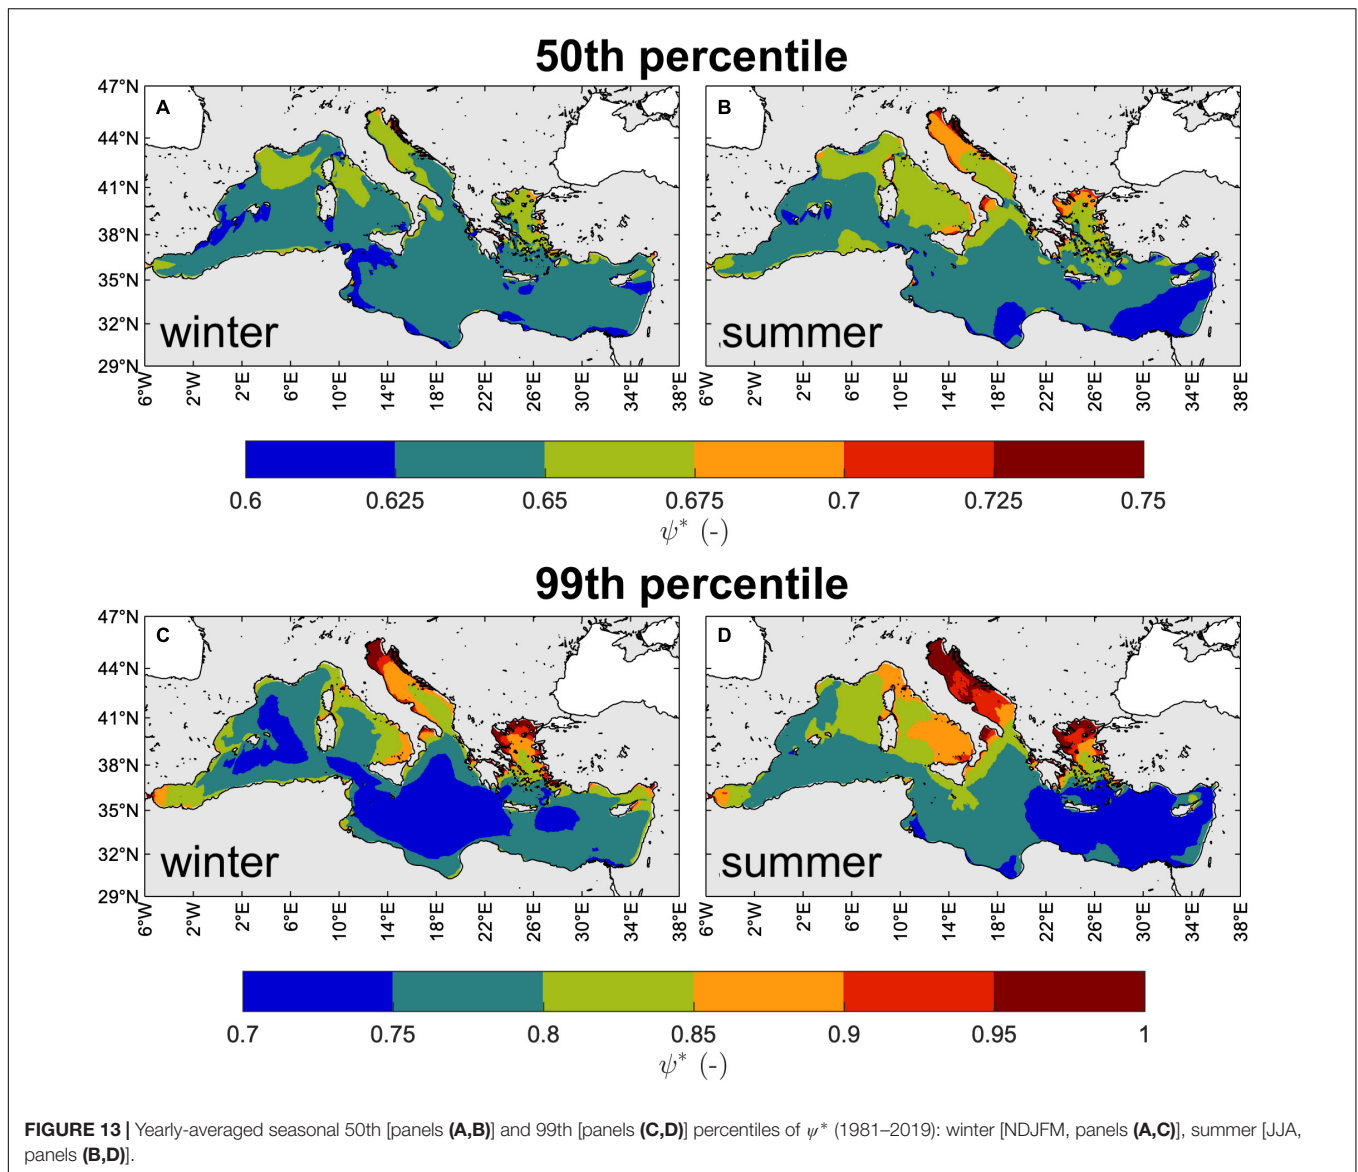 50th percentile
A
B
47°N
44°N
41°N
38°N
35°N
32°N
29°N
winter
summer
6°W 2°W 2°E 6°E 10°E 14°E 18°E 22°E 26°E 30°E 34°E 38°E
6°W 2°W 2°E 6°E 10°E 14°E 18°E 22°E 26°E 30°E 34°E 38°E
0.6 0.625 0.65 0.675 0.7 0.725 0.75
ψ* (-)
99th percentile
C
D
47°N
44°N
41°N
38°N
35°N
32°N
29°N
winter
summer
6°W 2°W 2°E 6°E 10°E 14°E 18°E 22°E 26°E 30°E 34°E 38°E
6°W 2°W 2°E 6°E 10°E 14°E 18°E 22°E 26°E 30°E 34°E 38°E
0.7 0.75 0.8 0.85 0.9 0.95 1
ψ* (-)
FIGURE 13 | Yearly-averaged seasonal 50th [panels (A,B)] and 99th [panels (C,D)] percentiles of ψ* (1981–2019): winter [NDJFM, panels (A,C)], summer [JJA,
panels (B,D)].